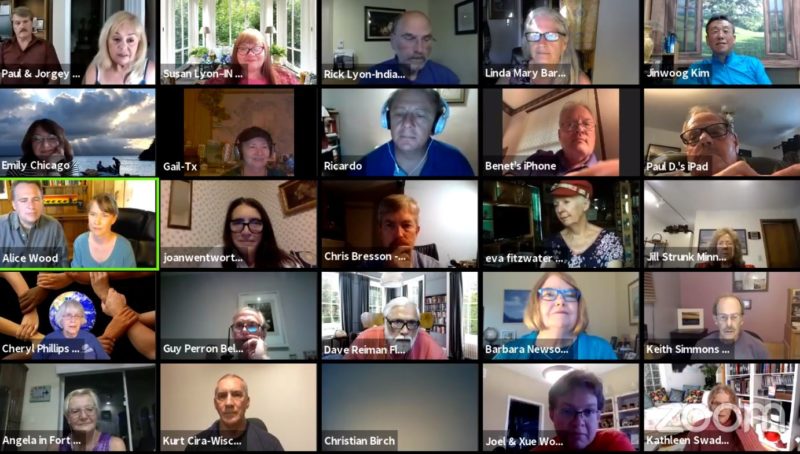 Paul & Jorgey ...
Susan Lyon-IN ...
Rick Lyon-India...
Linda Mary Bar...
Jinwoog Kim
Emily Chicago
Gail-Tx
Ricardo
Benet's iPhone
Paul D.'s iPad
Alice Wood
joanwentwort...
Chris Bresson -...
eva fitzwater ...
Jill Strunk Minn...
Cheryl Phillips ...
Guy Perron Bel...
Dave Reiman Fl...
Barbara Newso...
Keith Simmons ...
Angela in Fort ...
Kurt Cira-Wisc...
Christian Birch
Joel & Xue Wo...
Kathleen Swad...
zoom